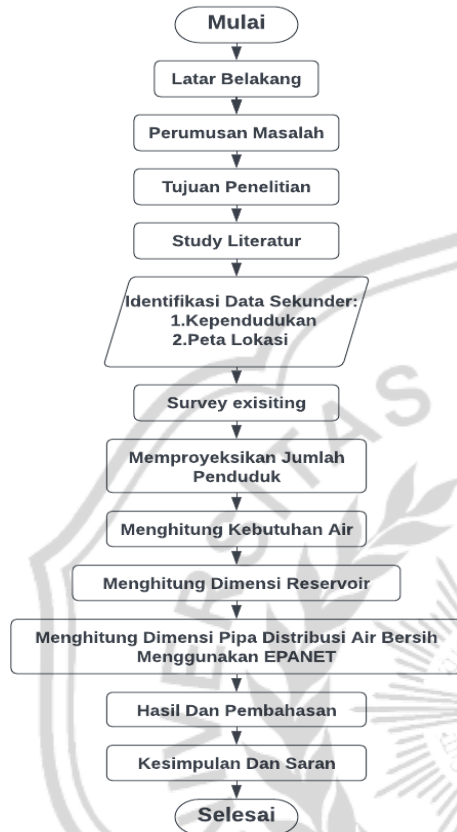 Mulai
Latar Belakang
Perumusan Masalah
Tujuan Penelitian
Study Literatur
Identifikasi Data Sekunder:
1.Kependudukan
2.Peta Lokasi
Survey exisiting
Memproyeksikan Jumlah
Penduduk
Menghitung Kebutuhan Air
Menghitung Dimensi Reservoir
Menghitung Dimensi Pipa Distribusi Air Bersih
Menggunakan EPANET
Hasil Dan Pembahasan
Kesimpulan Dan Saran
Selesai